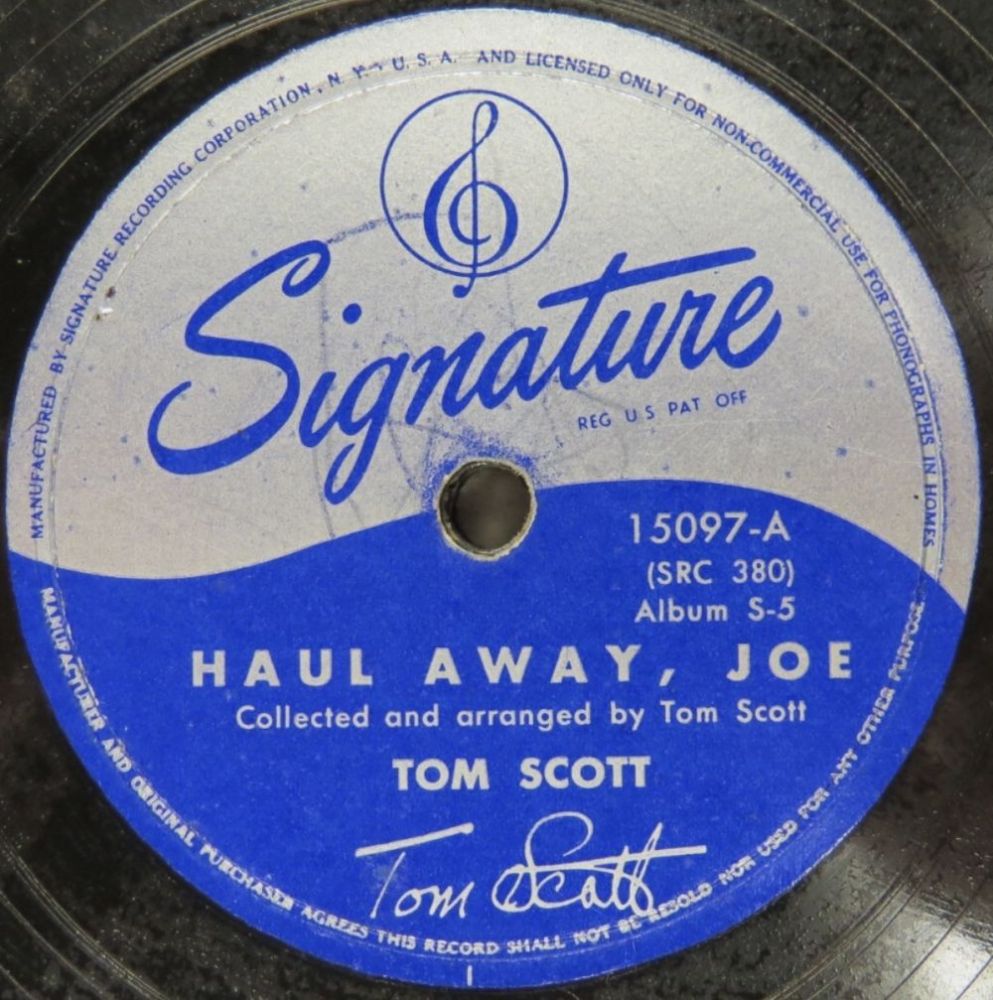 MANUFACTURED BY SIGNATURE RECORDING CORPORATION, N. Y. U. S. A. AND LICENSED ONLY FOR NON-COMMERCIAL USE FOR PHONOGRAPHS IN HOMES
Signature
REG U S PAT OFF
15097-A
(SRC 380)
Album S-5
HAUL AWAY, JOE
Collected and arranged by Tom Scott
TOM SCOTT
Tom Scott
MANUFACTURER AND ORIGINAL PURCHASER AGREES THIS RECORD SHALL NOT BE RESOLD NOR USED FOR ANY OTHER PURPOSE